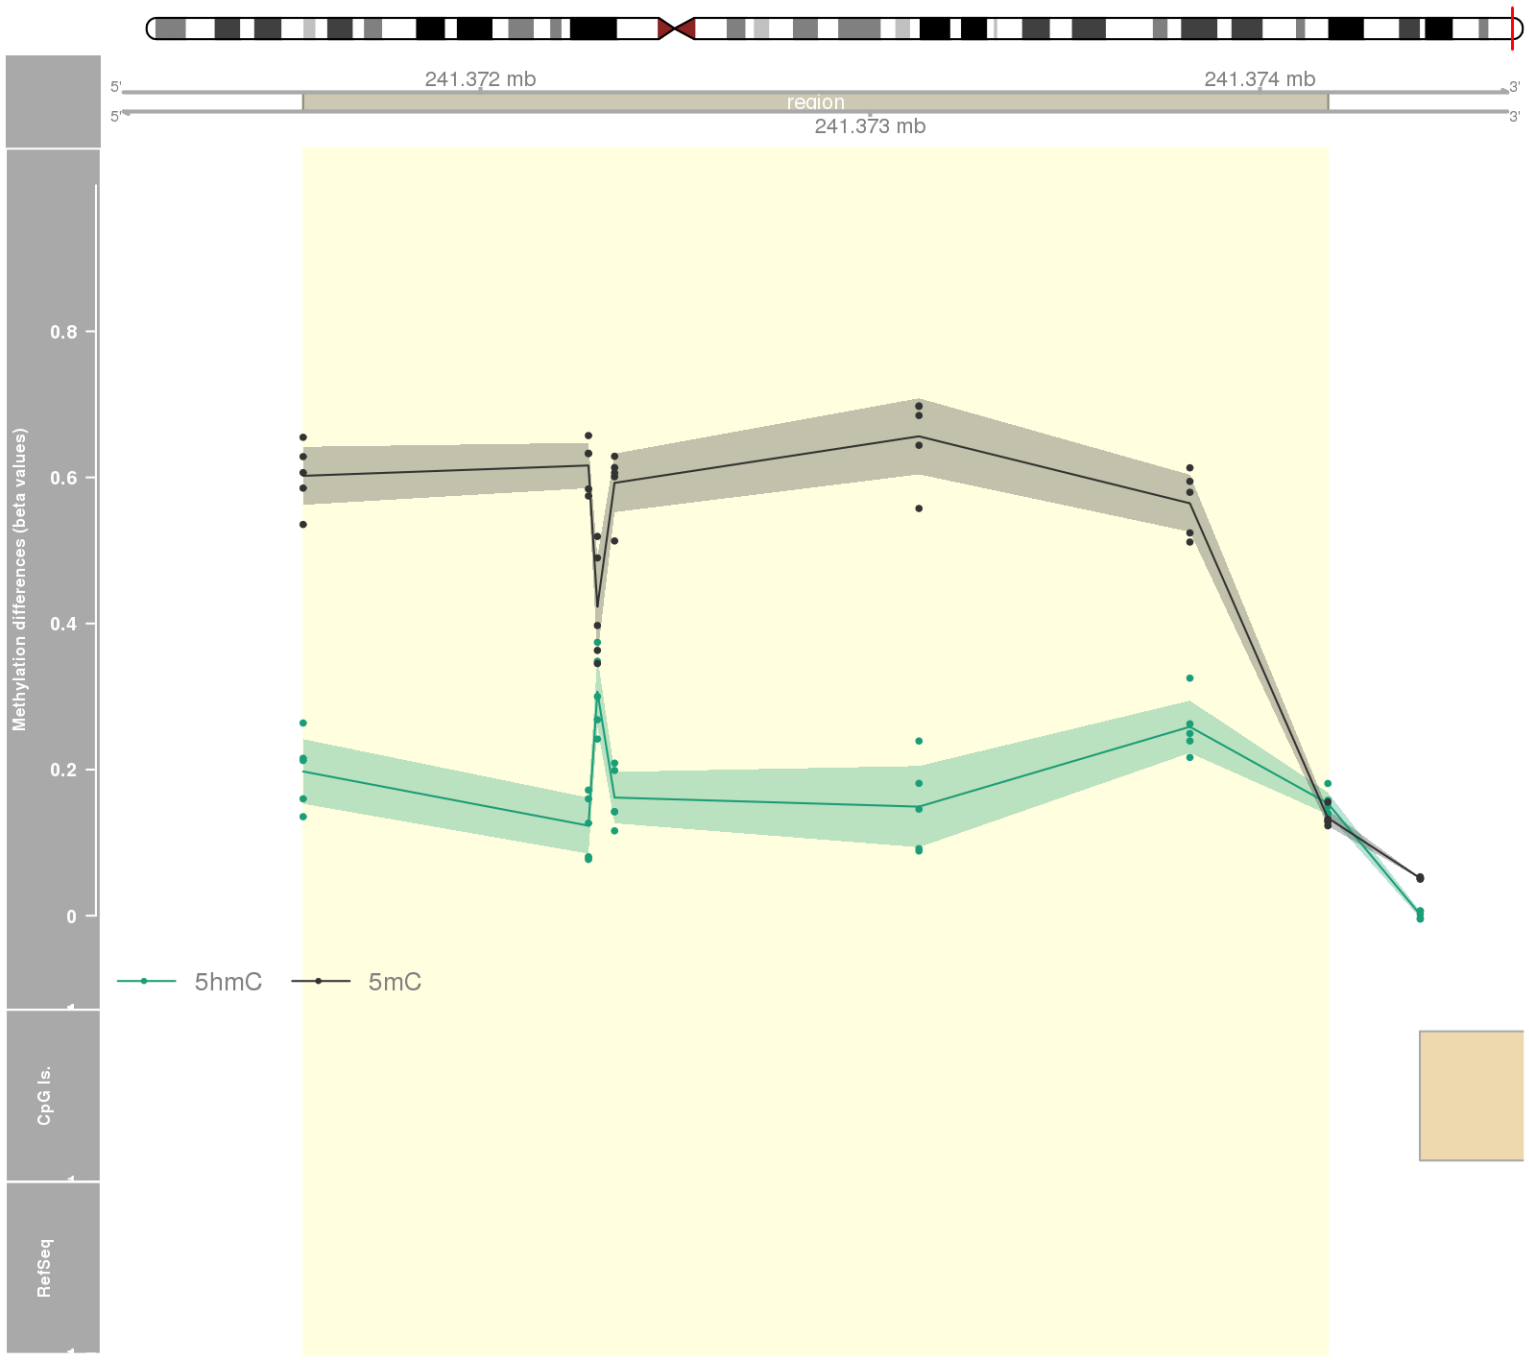 241.372 mb
241.374 mb
5'
3'
region
5'
3'
241.373 mb
Methylation differences (beta values)
0.8
0.6
0.4
0.2
0
5hmC
5mC
CpG Is.
RefSeq